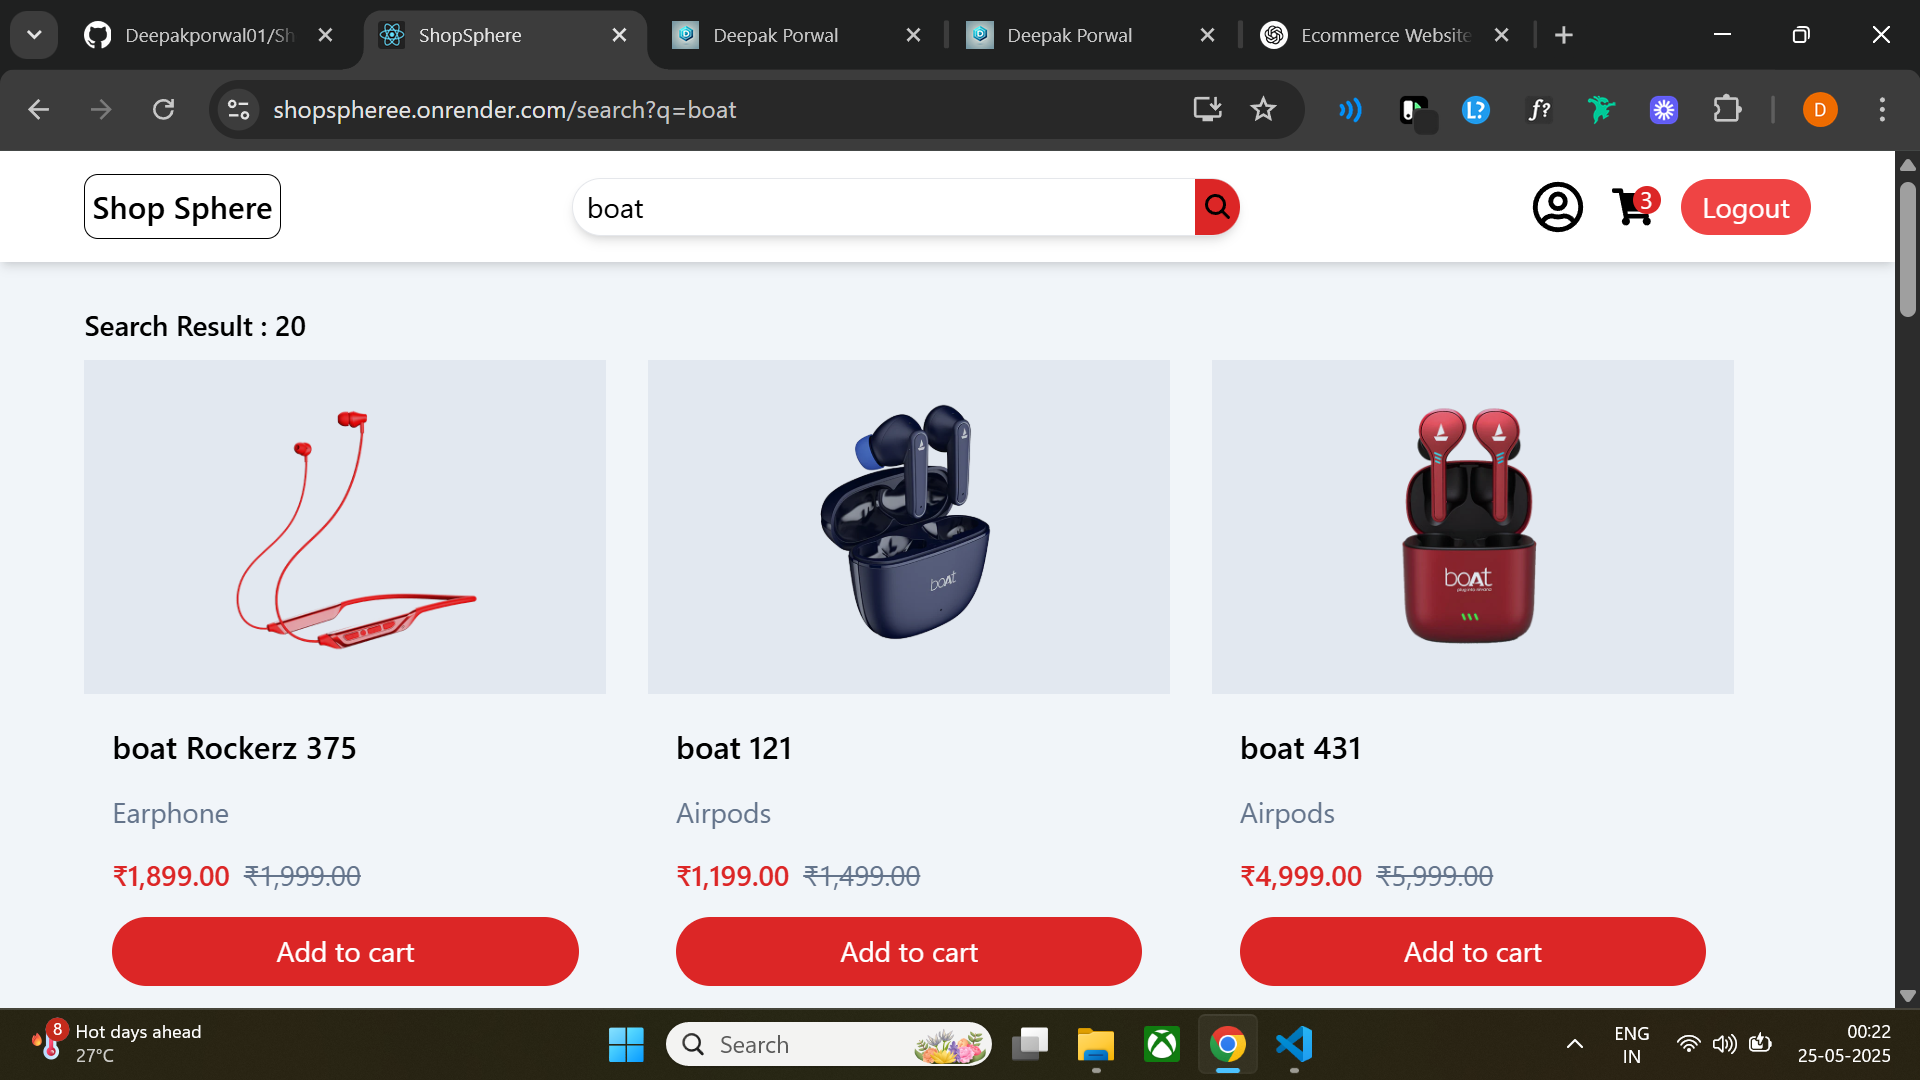 Deepakporwal01/Sh
ShopSphere
Deepak Porwal
Deepak Porwal
Ecommerce Website
shopspheree.onrender.com/search?q=boat
L?
f?
D
Shop Sphere
boat
3
Logout
Search Result : 20
boAt
boAt
boat Rockerz 375
boat 121
boat 431
Earphone
Airpods
Airpods
₹1,899.00 ₹1,999.00
₹1,199.00 ₹1,499.00
₹4,999.00 ₹5,999.00
Add to cart
Add to cart
Add to cart
8
Hot days ahead
27°C
Search
ENG
IN
00:22
25-05-2025